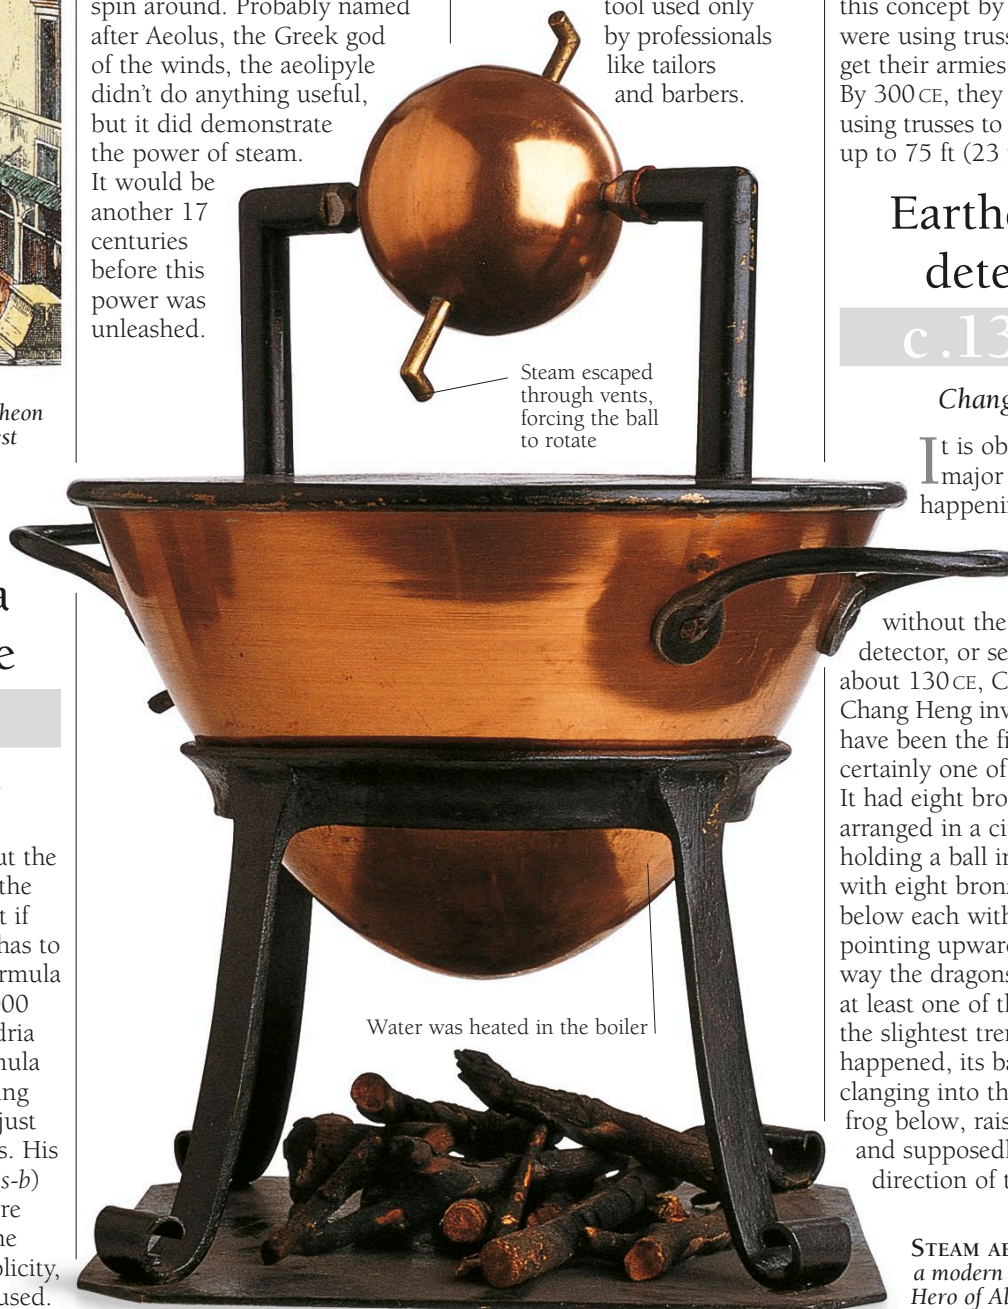 heon
st
a
e
ut the
the
t if
has to
rmula
000
dria
nula
ng
just
s. His
s-b)
re
ne
licity,
used.
spin around. Probably named
after Aeolus, the Greek god
of the winds, the aeolipyle
didn't do anything useful,
but it did demonstrate
the power of steam.
It would be
another 17
centuries
before this
power was
unleashed.
tool used only
by professionals
like tailors
and barbers.
Steam escaped
through vents,
forcing the ball
to rotate
Water was heated in the boiler
this concept by
were using truss
get their armies
By 300 CE, they
using trusses to
up to 75 ft (23
Earth
dete
c.13
Chang
It is ob
major
happeni
without the
detector, or se
about 130 CE, C
Chang Heng inv
have been the fi
certainly one of
It had eight bro
arranged in a ci
holding a ball in
with eight bron
below each with
pointing upward
way the dragons
at least one of t
the slightest tre
happened, its ba
clanging into th
frog below, rais
and supposedl
direction of t
STEAM AE
a modern
Hero of Al